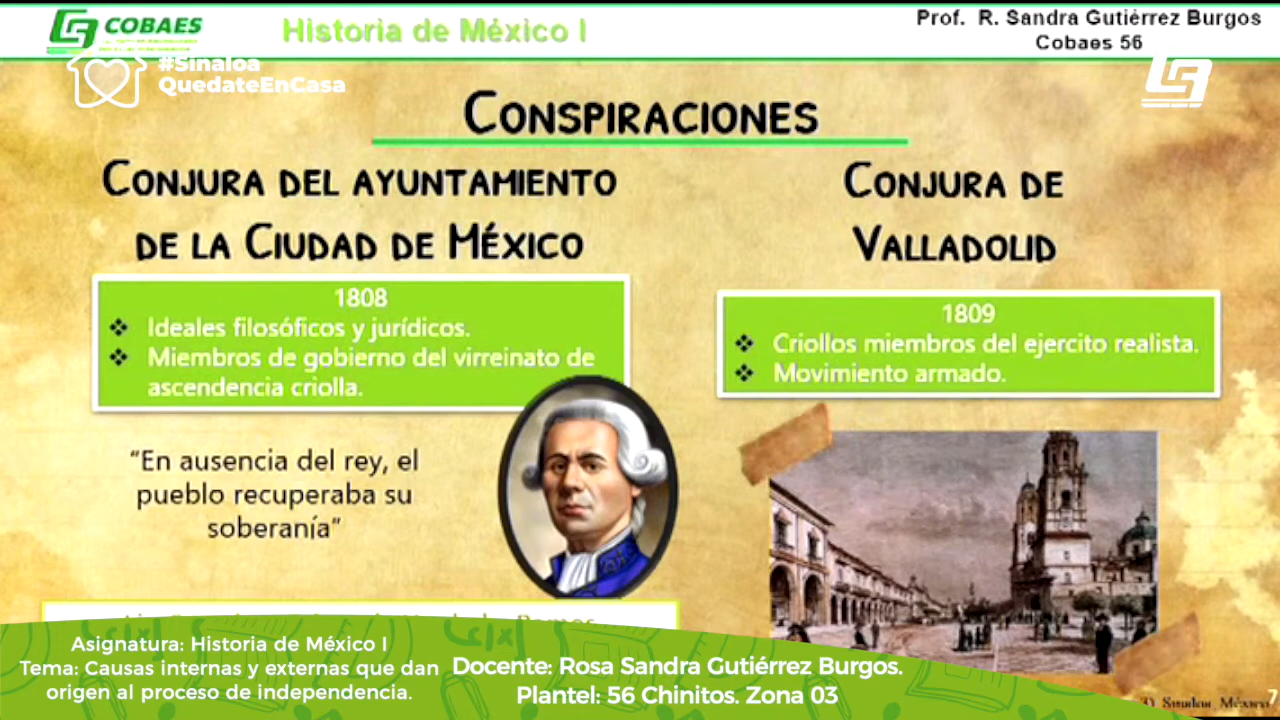 COBAES
Historia de México I
Prof. R. Sandra Gutiérrez Burgos
Cobaes 56
#Sinaloa
QuedateEnCasa
CONSPIRACIONES
CONJURA DEL AYUNTAMIENTO
DE LA CIUDAD DE MÉXICO
1808
❖ Ideales filosóficos y jurídicos.
❖ Miembros de gobierno del virreinato de
ascendencia criolla.
“En ausencia del rey, el
pueblo recuperaba su
soberanía”
CONJURA DE
VALLADOLID
1809
❖ Criollos miembros del ejercito realista.
❖ Movimiento armado.
Asignatura: Historia de México I
Tema: Causas internas y externas que dan
origen al proceso de independencia.
Docente: Rosa Sandra Gutiérrez Burgos.
Plantel: 56 Chinitos. Zona 03
México
7